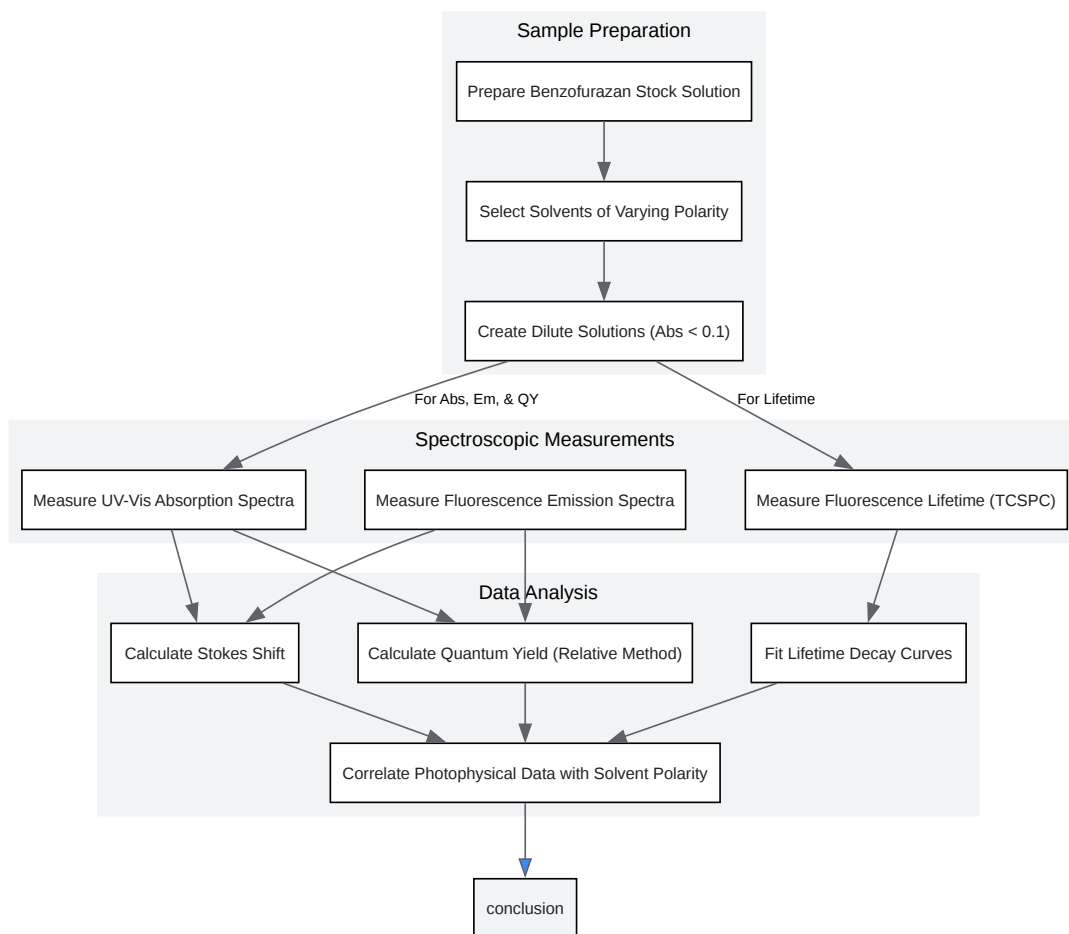 Sample Preparation
Prepare Benzofurazan Stock Solution
Select Solvents of Varying Polarity
Create Dilute Solutions (Abs < 0.1)
For Abs, Em, & QY
For Lifetime
Spectroscopic Measurements
Measure UV-Vis Absorption Spectra
Measure Fluorescence Emission Spectra
Measure Fluorescence Lifetime (TCSPC)
Data Analysis
Calculate Stokes Shift
Calculate Quantum Yield (Relative Method)
Fit Lifetime Decay Curves
Correlate Photophysical Data with Solvent Polarity
conclusion